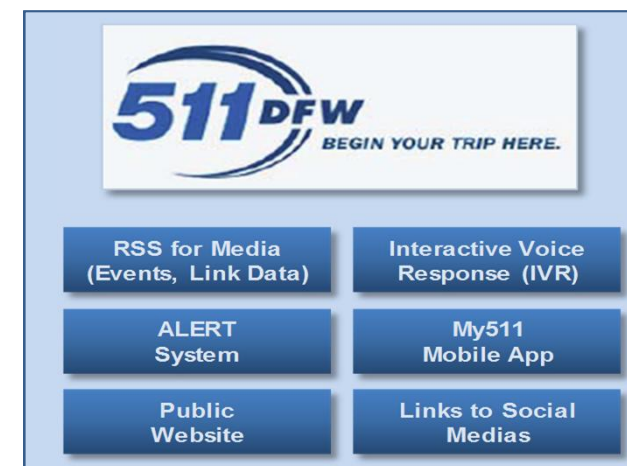 511 DFW
BEGIN YOUR TRIP HERE.
RSS for Media
(Events, Link Data)
Interactive Voice
Response (IVR)
ALERT
System
My511
Mobile App
Public
Website
Links to Social
Medias